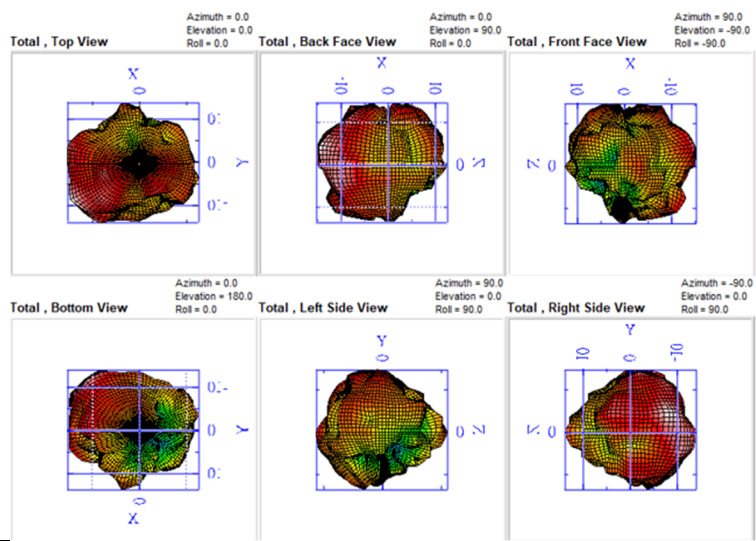 Azimuth = 0.0
Elevation = 0.0
Roll = 0.0
Total , Top View
Azimuth = 0.0
Elevation = 90.0
Roll = 0.0
Total , Back Face View
Azimuth = 90.0
Elevation = -90.0
Roll = -90.0
Total , Front Face View
X
0
0
Y
X
-10
0
10
0
Z
X
10
0
-10
Z
0
Azimuth = 0.0
Elevation = 180.0
Roll = 0.0
Total , Bottom View
Azimuth = 90.0
Elevation = 0.0
Roll = 90.0
Total , Left Side View
Azimuth = -90.0
Elevation = 0.0
Roll = 90.0
Total , Right Side View
0
Y
0
X
Y
0
0
Z
Y
10
0
-10
Z
0